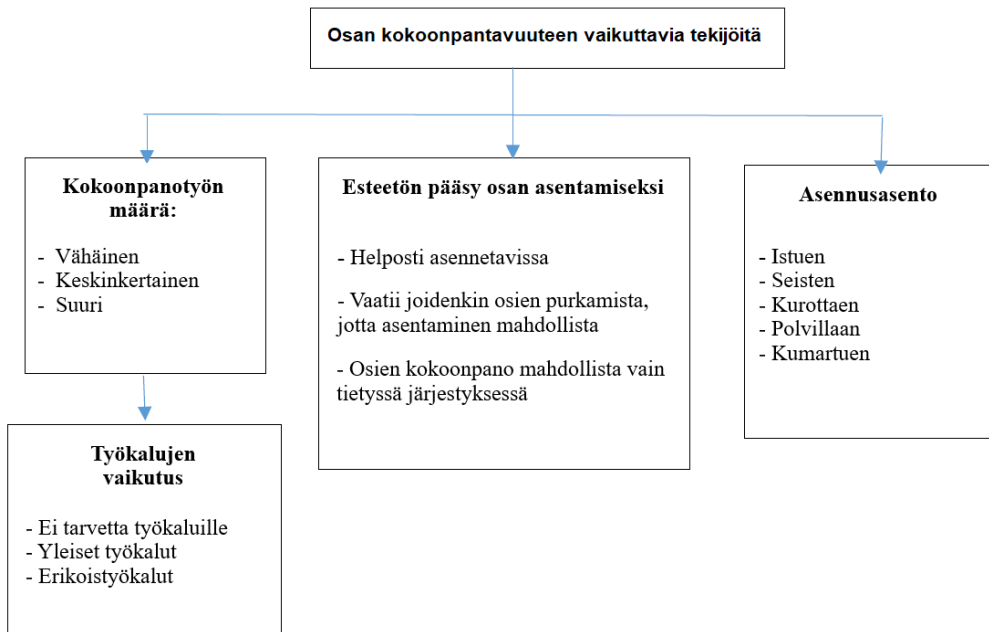 Osan kokoonpantavuuteen vaikuttavia tekijöitä
Kokoonpanotyön
määrä:
- Vähäinen
- Keskinkertainen
- Suuri
Työkalujen
vaikutus
- Ei tarvetta työkaluille
- Yleiset työkalut
- Erikoistyökalut
Esteetön pääsy osan asentamiseksi
- Helposti asennetavissa
- Vaatii joidenkin osien purkamista,
jotta asentaminen mahdollista
- Osien kokoonpano mahdollista vain
tietyssä järjestyksessä
Asennusasento
- Istuen
- Seisten
- Kurottaen
- Polvillaan
- Kumartuen